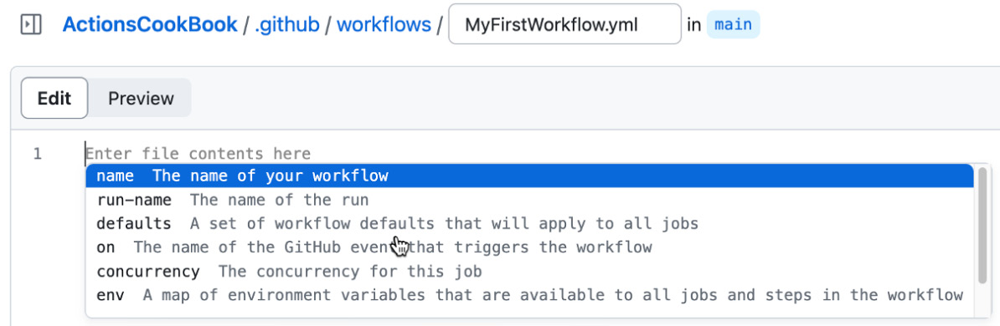 ActionsCookBook / .github / workflows / MyFirstWorkflow.yml in main
Edit Preview
1 Enter file contents here
name The name of your workflow
run-name The name of the run
defaults A set of workflow defaults that will apply to all jobs
on The name of the GitHub event that triggers the workflow
concurrency The concurrency for this job
env A map of environment variables that are available to all jobs and steps in the workflow